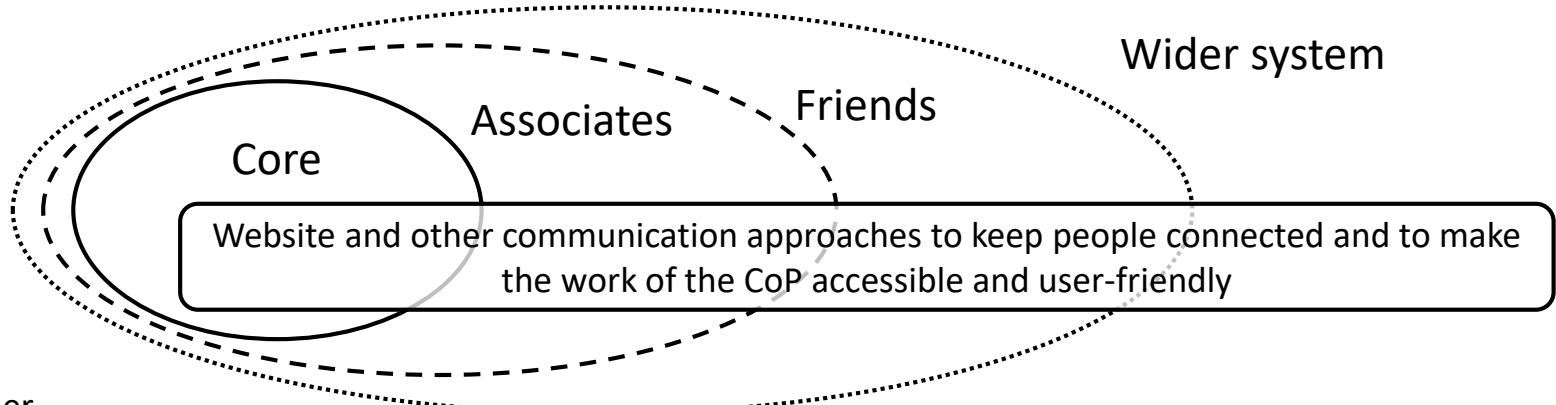 Wider system
Friends
Associates
Core
Website and other communication approaches to keep people connected and to make
the work of the CoP accessible and user-friendly